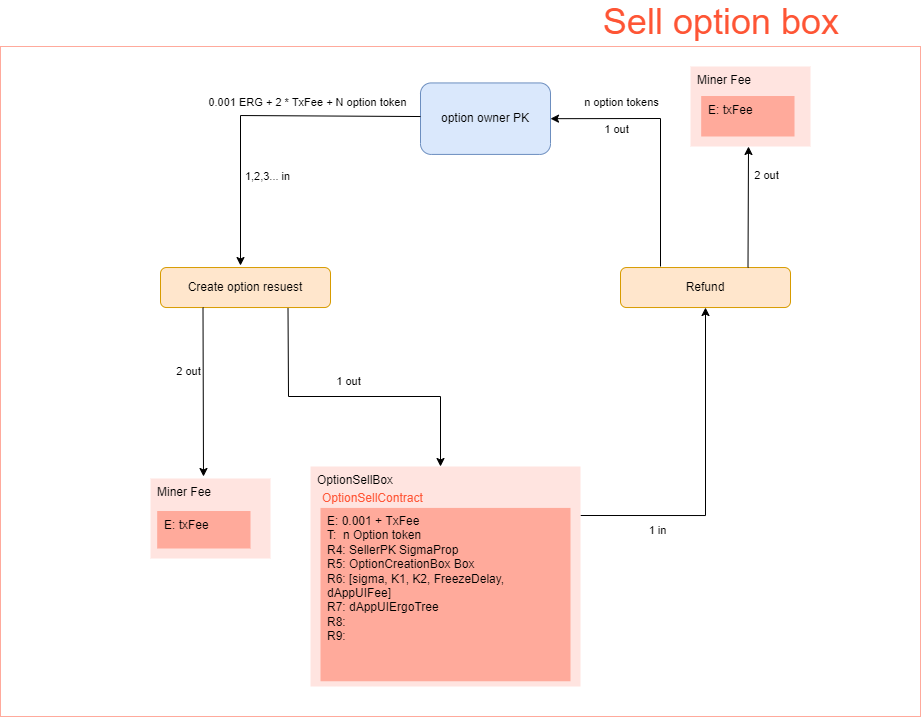 Sell option box
Miner Fee
E: txFee
0.001 ERG + 2 * TxFee + N option token
option owner PK
n option tokens
1 out
1,2,3... in
2 out
Create option resuest
Refund
2 out
1 out
Miner Fee
E: txFee
OptionSellBox
OptionSellContract
E: 0.001 + TxFee
T:  n Option token
R4: SellerPK SigmaProp
R5: OptionCreationBox Box
R6: [sigma, K1, K2, FreezeDelay,
dAppUIFee]
R7: dAppUIErgoTree
R8:
R9:
1 in